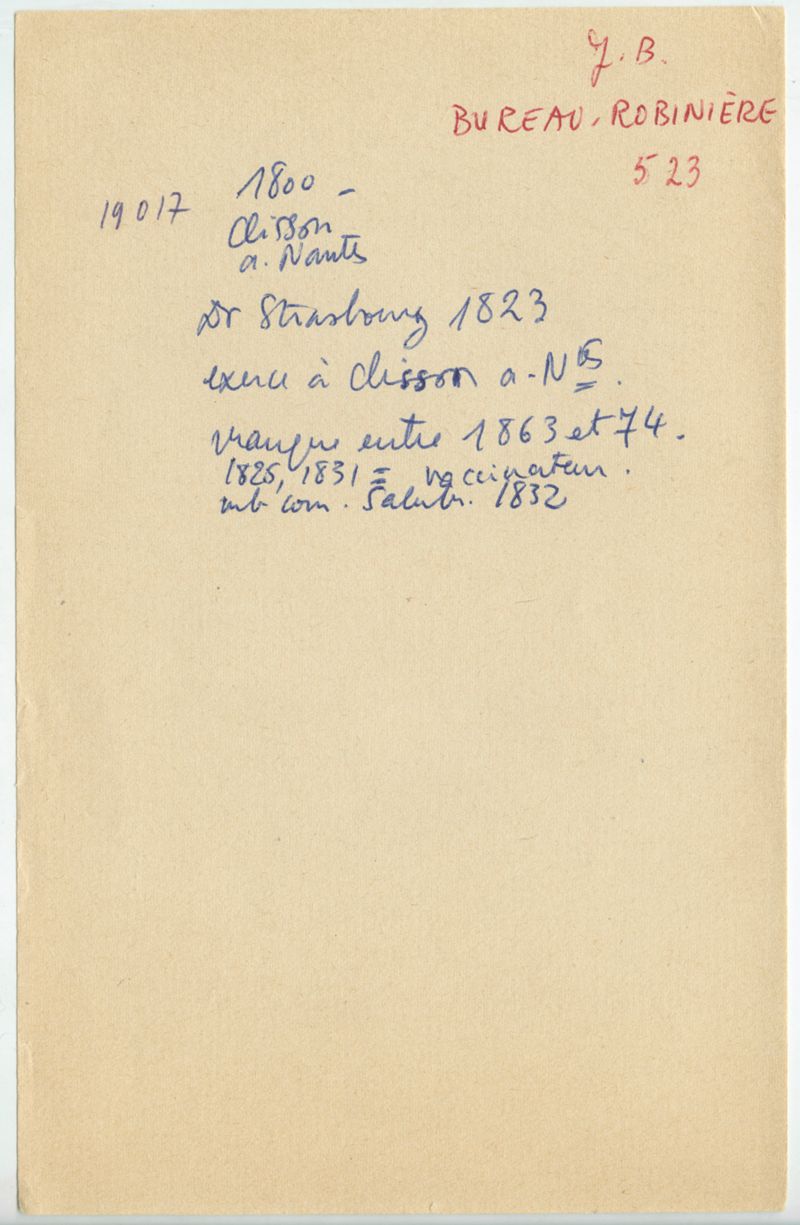 J. B.
BUREAU-ROBINIÈRE
523
19017
1800 -
Clisson
a. Nantes
Dr Strasbourg 1823
exerce à Clisson a-Ntes.
manque entre 1863 et 74.
1825, 1831 = vaccinateur.
mb com. Salubr. 1832